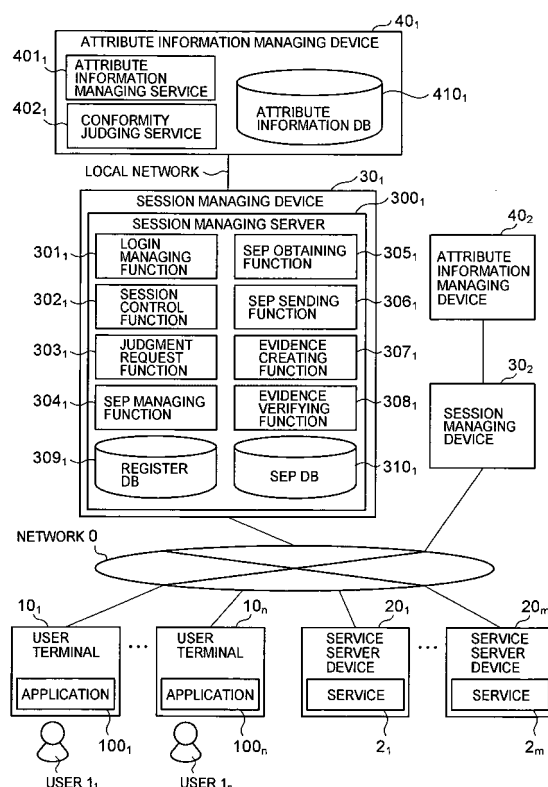 40₁
ATTRIBUTE INFORMATION MANAGING DEVICE
401₁
ATTRIBUTE
INFORMATION
MANAGING SERVICE
402₁
CONFORMITY
JUDGING SERVICE
ATTRIBUTE
INFORMATION DB
410₁
LOCAL NETWORK
30₁
SESSION MANAGING DEVICE
300₁
SESSION MANAGING SERVER
301₁
LOGIN
MANAGING
FUNCTION
SEP OBTAINING
FUNCTION
305₁
302₁
SESSION
CONTROL
FUNCTION
SEP SENDING
FUNCTION
306₁
303₁
JUDGMENT
REQUEST
FUNCTION
EVIDENCE
CREATING
FUNCTION
307₁
304₁
SEP MANAGING
FUNCTION
EVIDENCE
VERIFYING
FUNCTION
308₁
309₁
REGISTER
DB
SEP DB
310₁
40₂
ATTRIBUTE
INFORMATION
MANAGING
DEVICE
30₂
SESSION
MANAGING
DEVICE
NETWORK 0
10₁
USER
TERMINAL
APPLICATION
100₁
USER 1₁
...
10ₙ
USER
TERMINAL
APPLICATION
100ₙ
USER 1ₙ
20₁
SERVICE
SERVER
DEVICE
SERVICE
2₁
...
20ₘ
SERVICE
SERVER
DEVICE
SERVICE
2ₘ